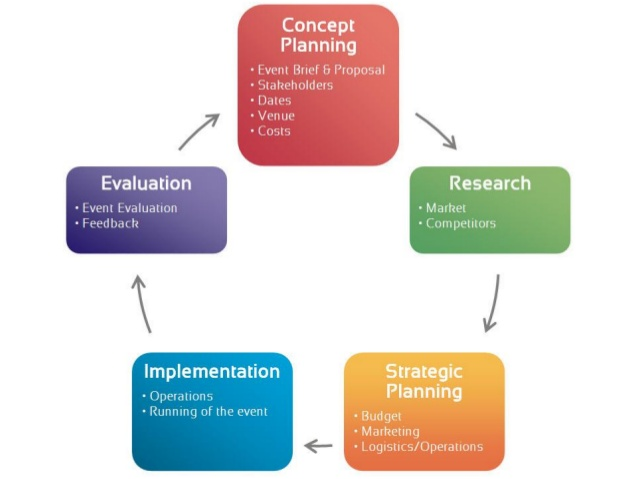 Concept
Planning
• Event Brief & Proposal
• Stakeholders
• Dates
• Venue
• Costs
Research
• Market
• Competitors
Strategic
Planning
• Budget
• Marketing
• Logistics/Operations
Implementation
• Operations
• Running of the event
Evaluation
• Event Evaluation
• Feedback